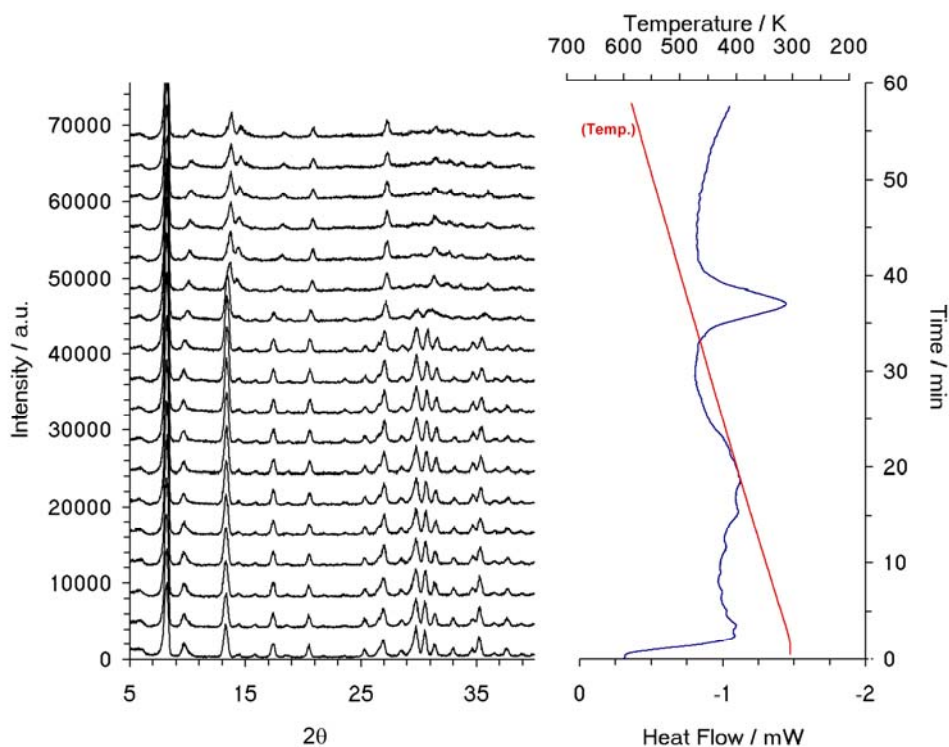 Temperature / K
700 600 500 400 300 200
(Temp.)
Intensity / a.u.
70000
60000
50000
40000
30000
20000
10000
0
5 15 25 35
2θ
60
50
40
30
20
10
0
Time / min
0 -1 -2
Heat Flow / mW